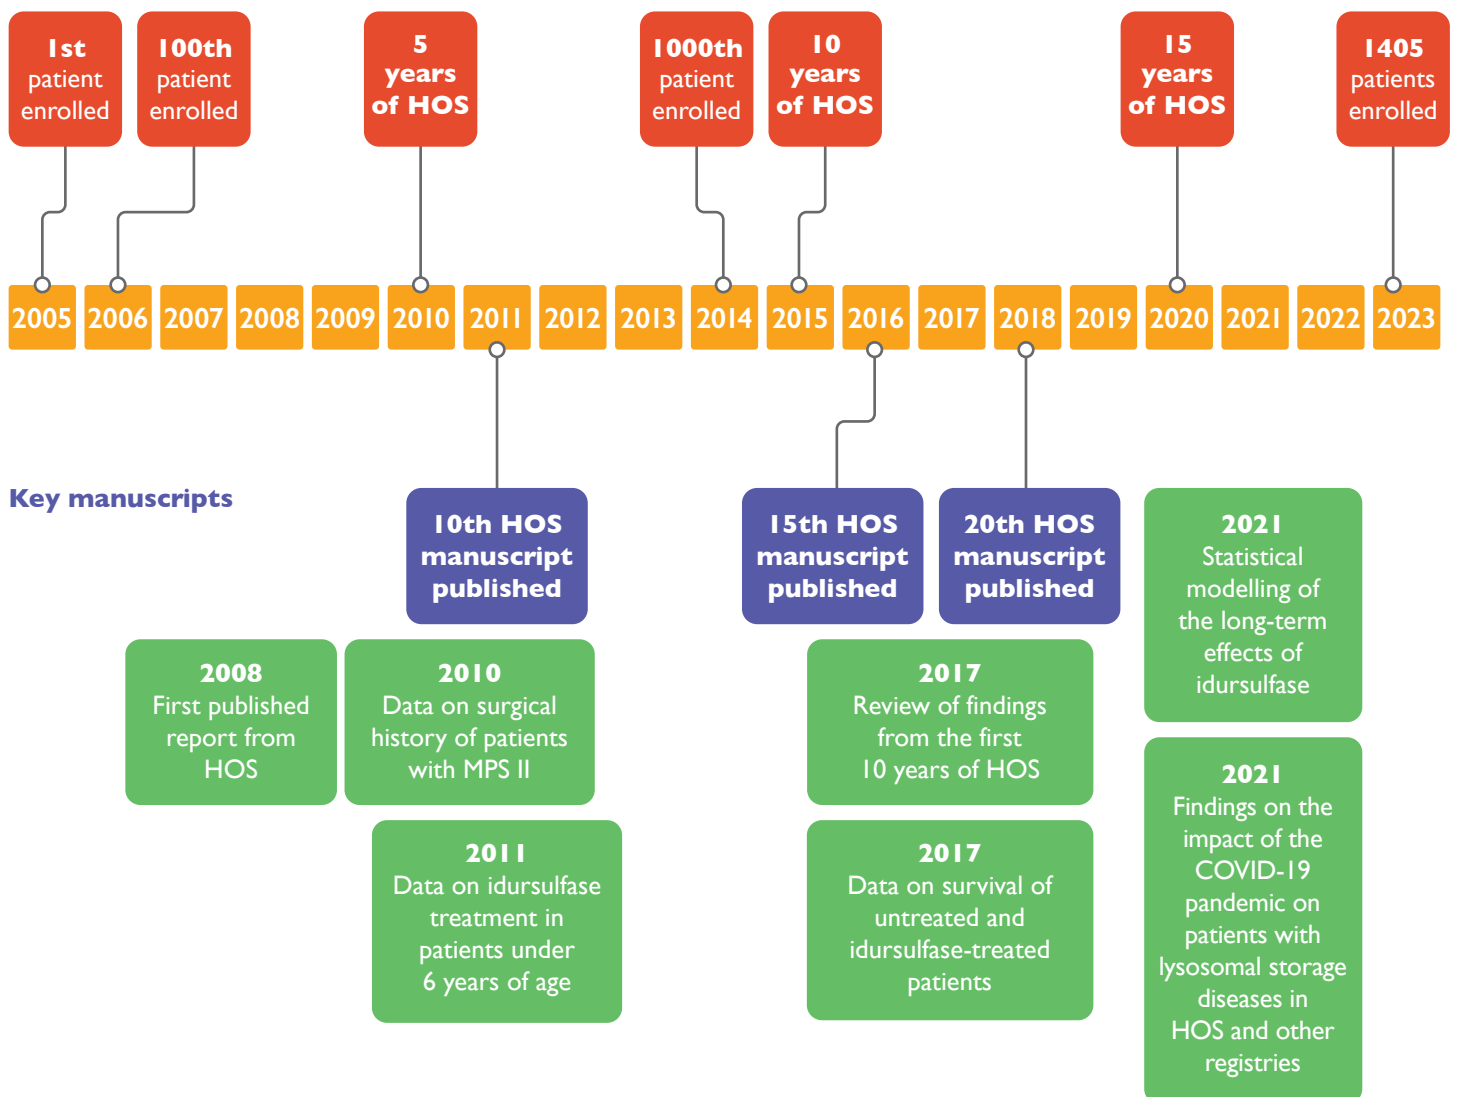 1st
patient
enrolled
100th
patient
enrolled
5
years
of HOS
1000th
patient
enrolled
10
years
of HOS
15
years
of HOS
1405
patients
enrolled
2005 2006 2007 2008 2009 2010 2011 2012 2013 2014 2015 2016 2017 2018 2019 2020 2021 2022 2023
Key manuscripts
10th HOS
manuscript
published
15th HOS
manuscript
published
20th HOS
manuscript
published
2008
First published
report from
HOS
2010
Data on surgical
history of patients
with MPS II
2011
Data on idursulfase
treatment in
patients under
6 years of age
2017
Review of findings
from the first
10 years of HOS
2017
Data on survival of
untreated and
idursulfase-treated
patients
2021
Statistical
modelling of
the long-term
effects of
idursulfase
2021
Findings on the
impact of the
COVID-19
pandemic on
patients with
lysosomal storage
diseases in
HOS and other
registries